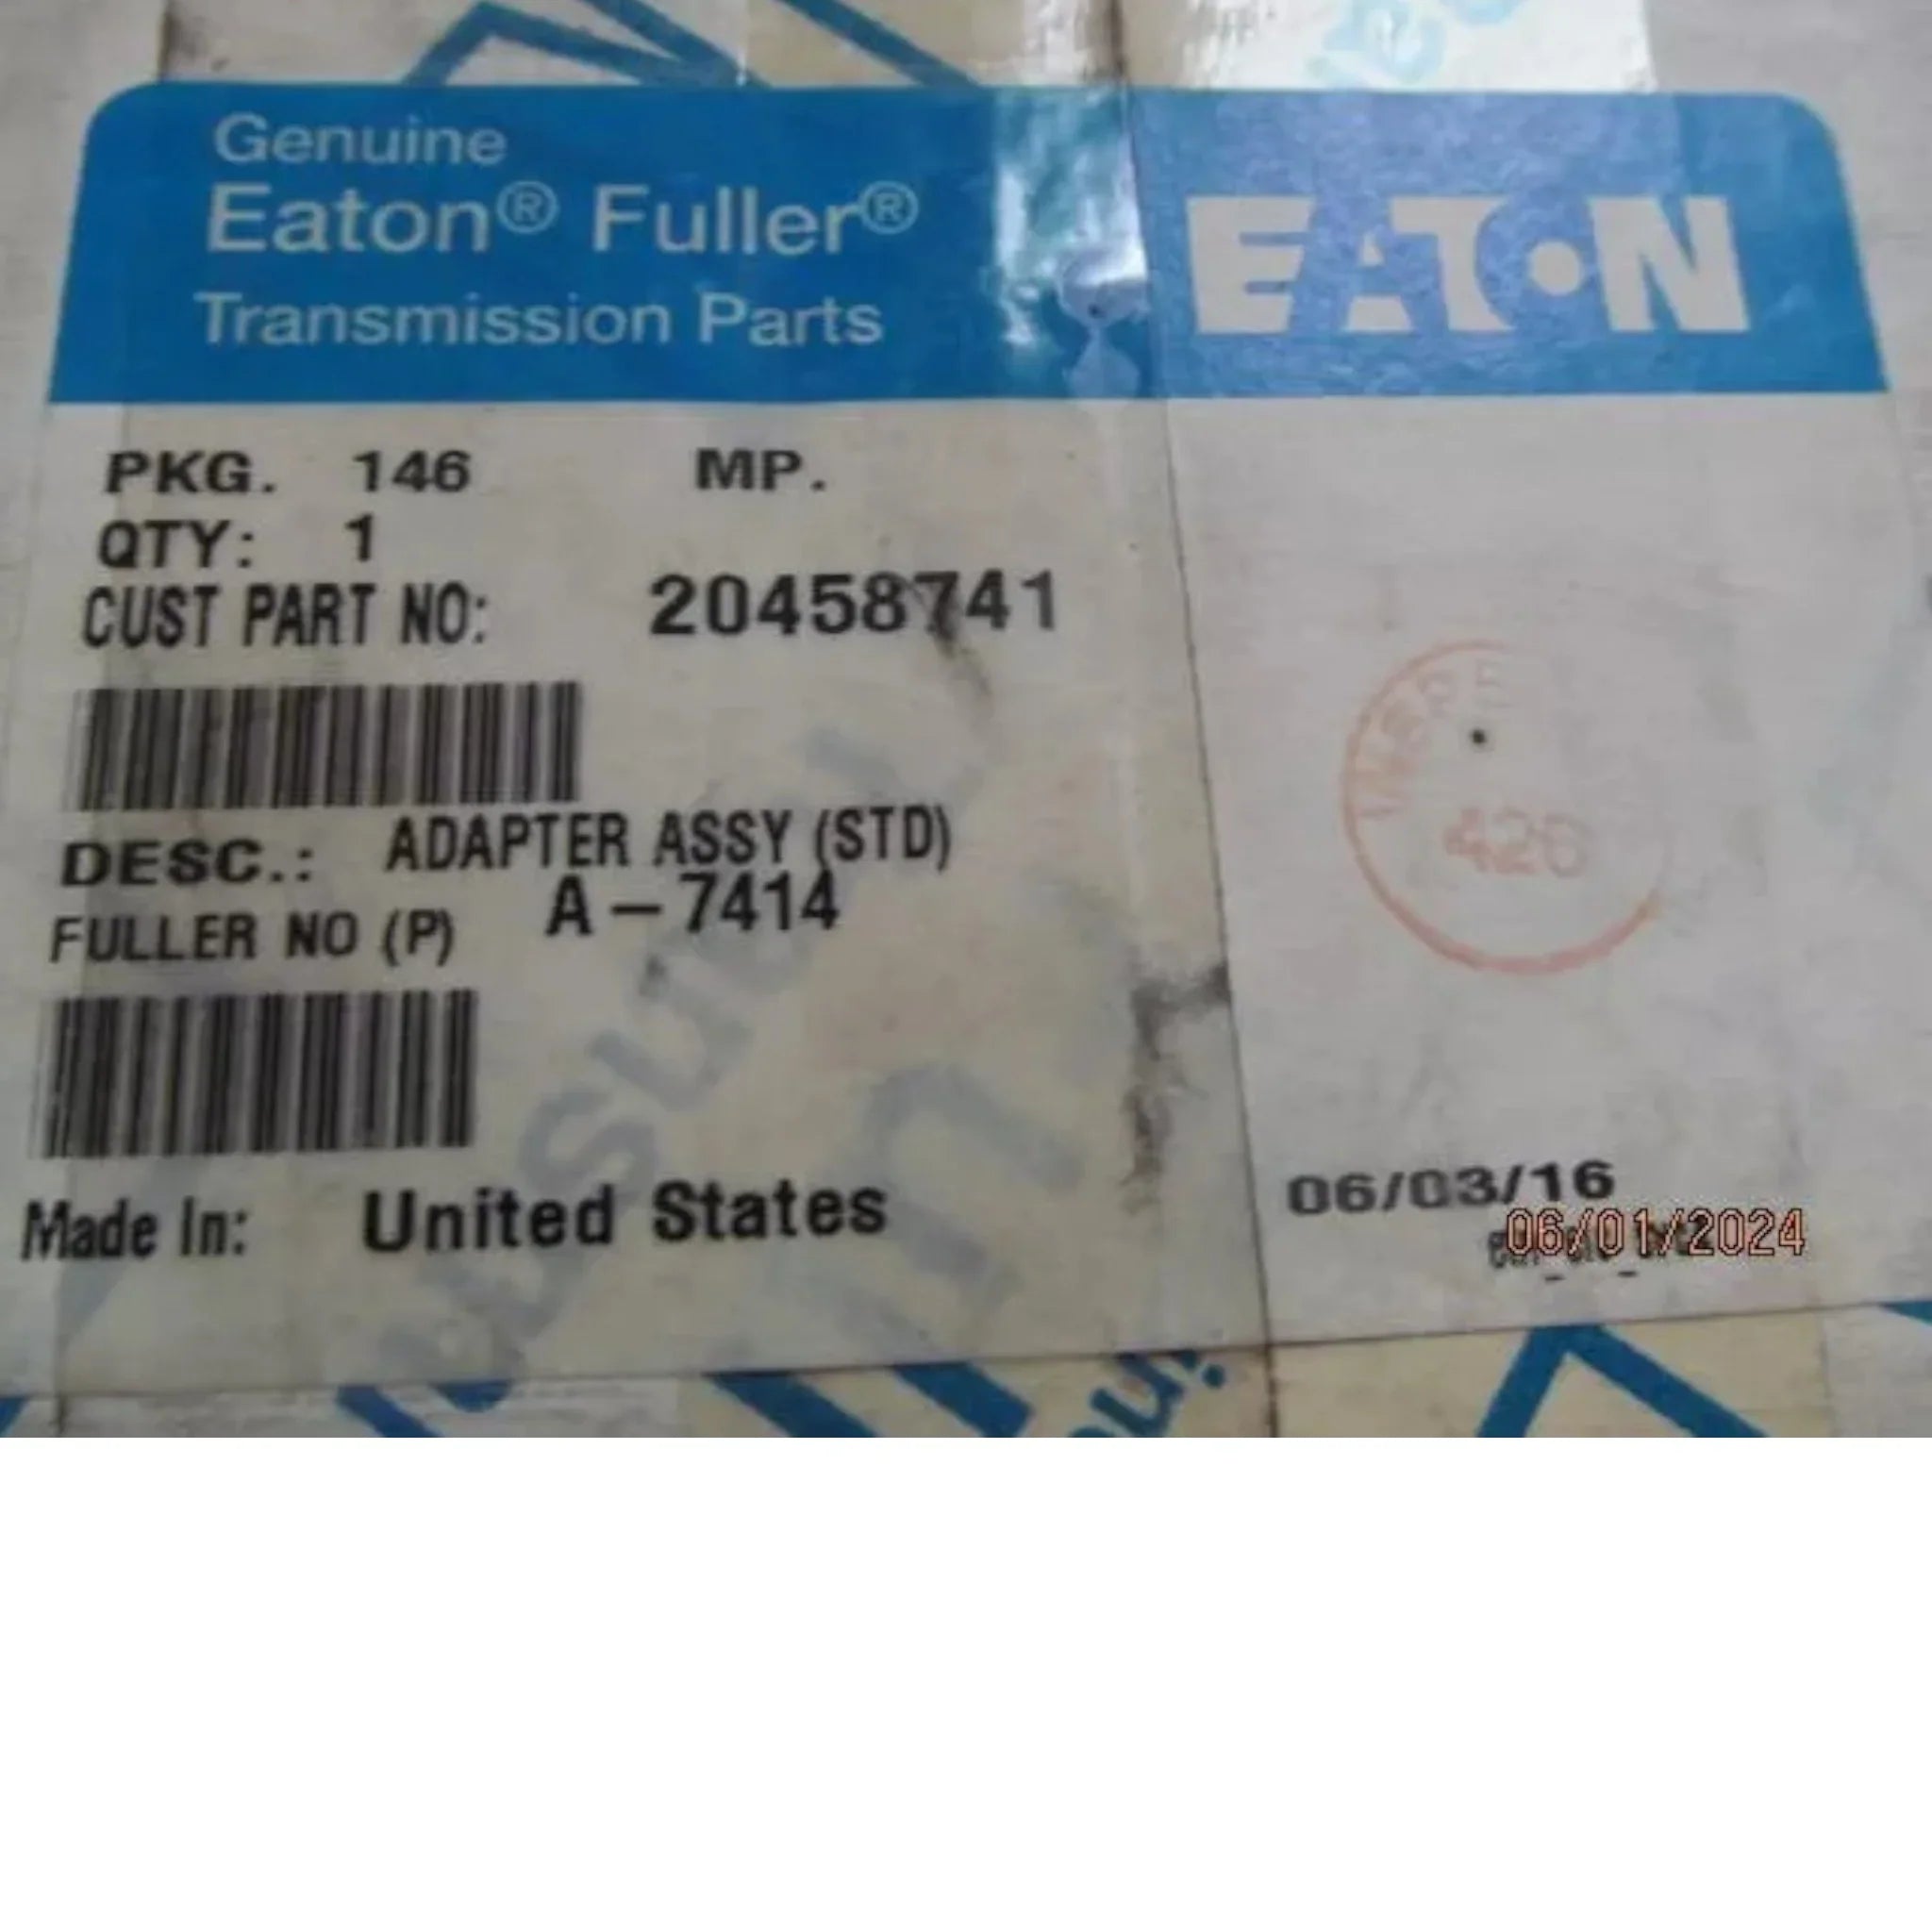 Genuine
Eaton® Fuller®
Transmission Parts
EATON
PKG. 146 MP.
QTY: 1
CUST PART NO: 20458741
DESC.: ADAPTER ASSY (STD)
FULLER NO (P) A-7414
426
Made In: United States
06/03/16
06/01/2024